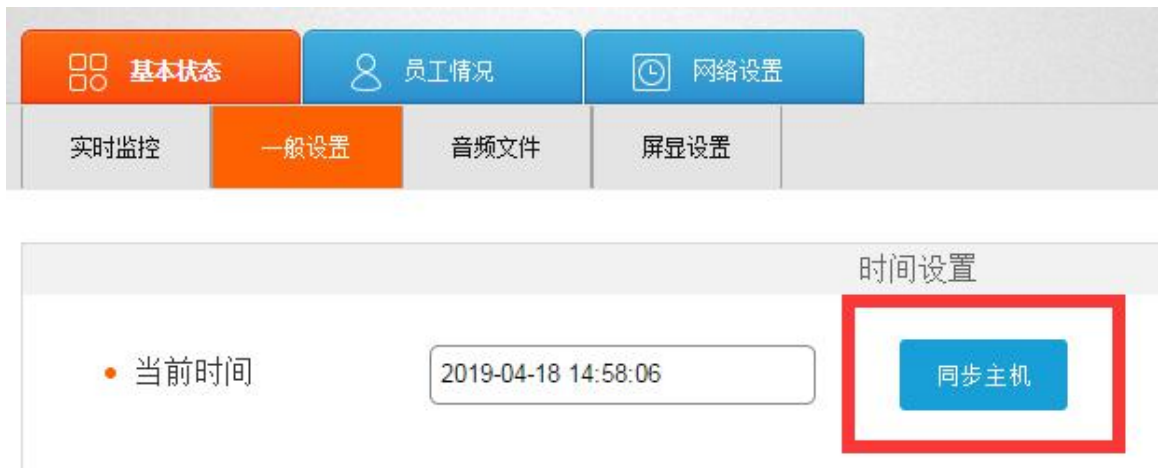 基本状态 员工情况 网络设置
实时监控 一般设置 音频文件 屏显设置
时间设置
当前时间 2019-04-18 14:58:06 同步主机